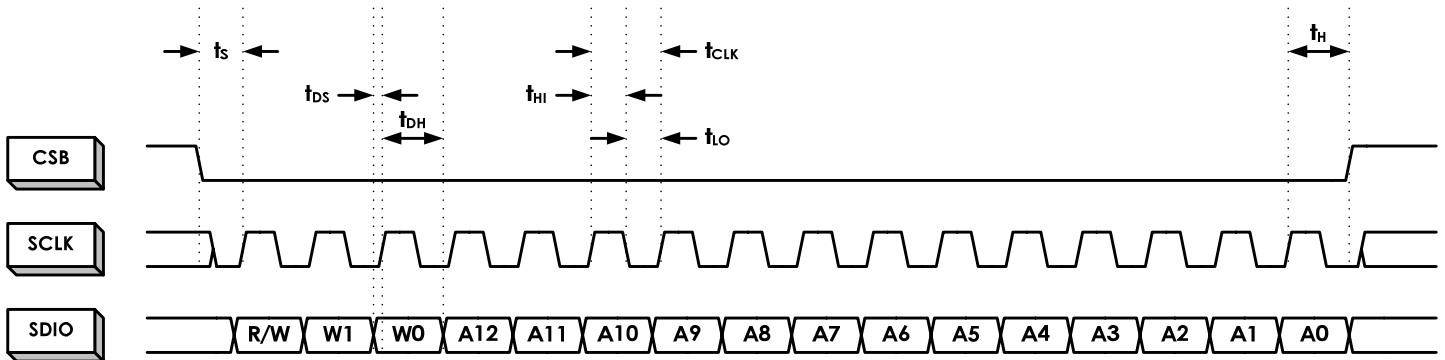 tS
tCLK
tH
tDS
tHI
tDH
tLO
CSB
SCLK
SDIO R/W W1 W0 A12 A11 A10 A9 A8 A7 A6 A5 A4 A3 A2 A1 A0